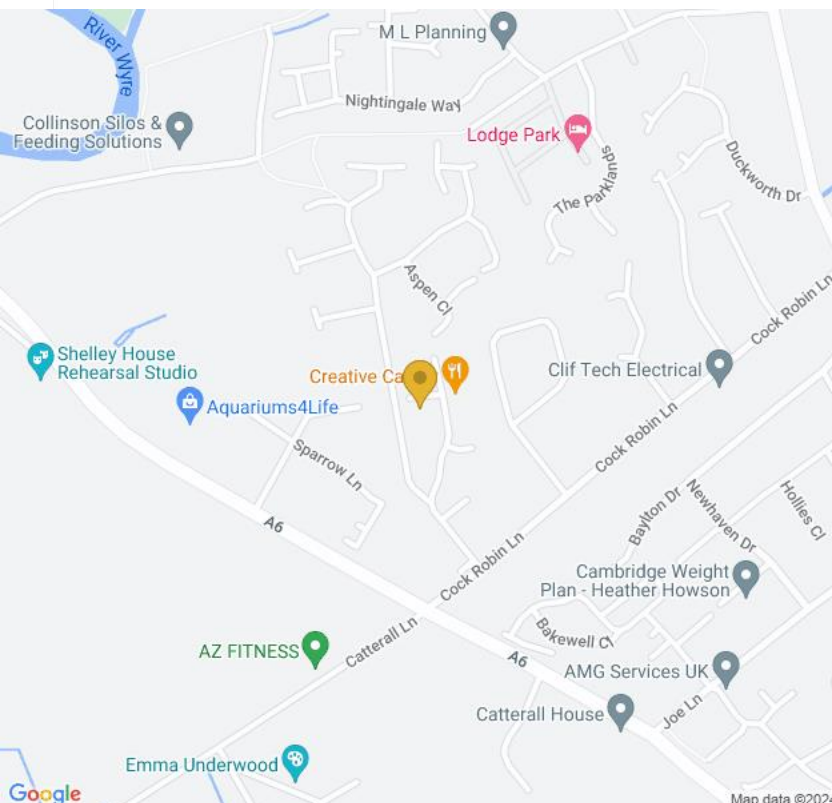 River Wyre
M L Planning
Nightingale Way
Collinson Silos &
Feeding Solutions
Lodge Park
The Parklands
Duckworth Dr
Aspen Cl
Cock Robin Ln
Shelley House
Rehearsal Studio
Creative Ca
Clif Tech Electrical
Aquariums4Life
Sparrow Ln
Cock Robin Ln
A6
Baylton Dr
Newhaven Dr
Hollies Cl
Cock Robin Ln
Cambridge Weight
Plan - Heather Howson
Catterall Ln
Bakewell Cl
AZ FITNESS
A6
AMG Services UK
Catterall House
Joe Ln
Emma Underwood
Google
Map data ©202